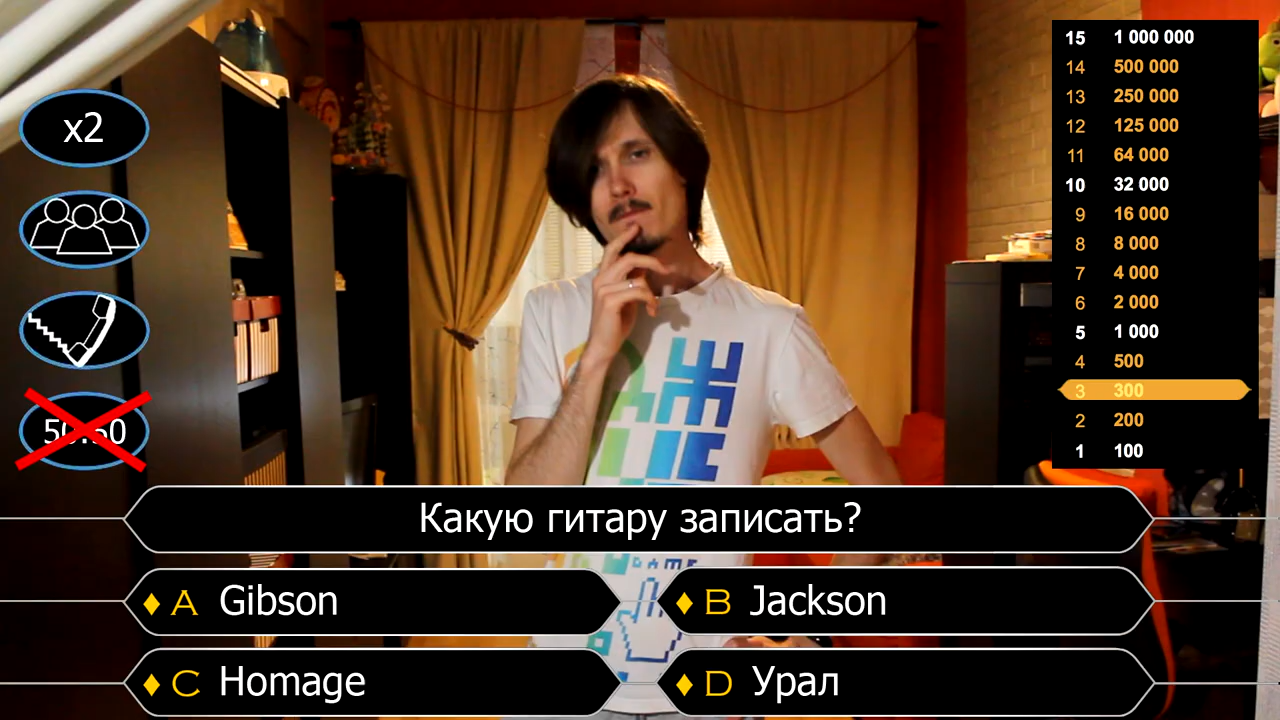 x2
50:50
15 1 000 000
14 500 000
13 250 000
12 125 000
11 64 000
10 32 000
9 16 000
8 8 000
7 4 000
6 2 000
5 1 000
4 500
3 300
2 200
1 100
Какую гитару записать?
A Gibson
B Jackson
C Homage
D Урал